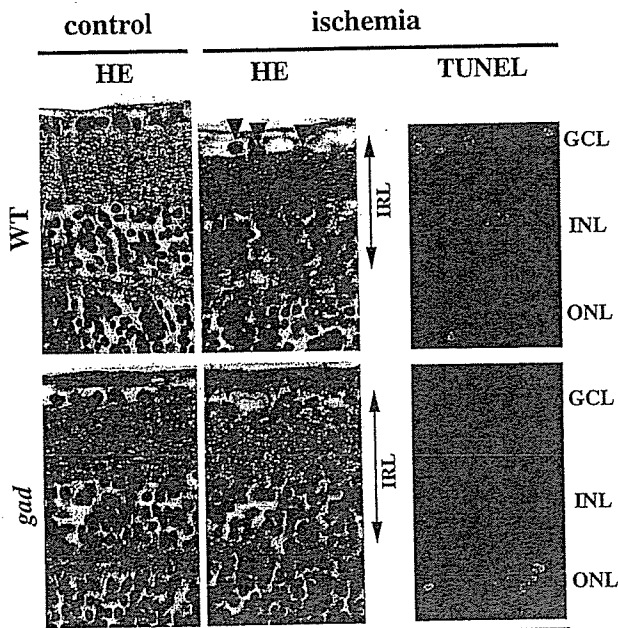 control
ischemia
HE
HE
TUNEL
WT
IRL
GCL
INL
ONL
gad
IRL
GCL
INL
ONL